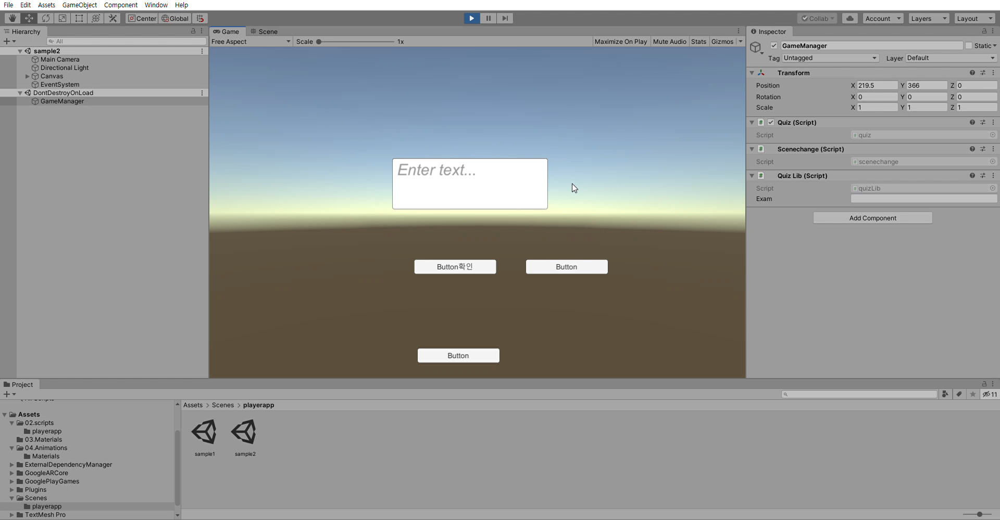 File Edit Assets GameObject Component Window Help
Center Global Collab Account Layers Layout
Hierarchy
All
sample2
Main Camera
Directional Light
Canvas
EventSystem
DontDestroyOnLoad
GameManager
Game Scene
Free Aspect Scale 1x Maximize On Play Mute Audio Stats Gizmos
Enter text...
Button확인 Button
Button
Inspector
GameManager Static
Tag Untagged Layer Default
Transform
Position X 219.5 Y 366 Z 0
Rotation X 0 Y 0 Z 0
Scale X 1 Y 1 Z 1
# Quiz (Script)
Script quiz
# Scenechange (Script)
Script scenechange
# Quiz Lib (Script)
Script quizLib
Exam
Add Component
Project
11
Assets
02.scripts
playerapp
03.Materials
04.Animations
Materials
ExternalDependencyManager
GoogleARCore
GooglePlayGames
Plugins
Scenes
playerapp
TextMesh Pro
Assets > Scenes > playerapp
sample1 sample2